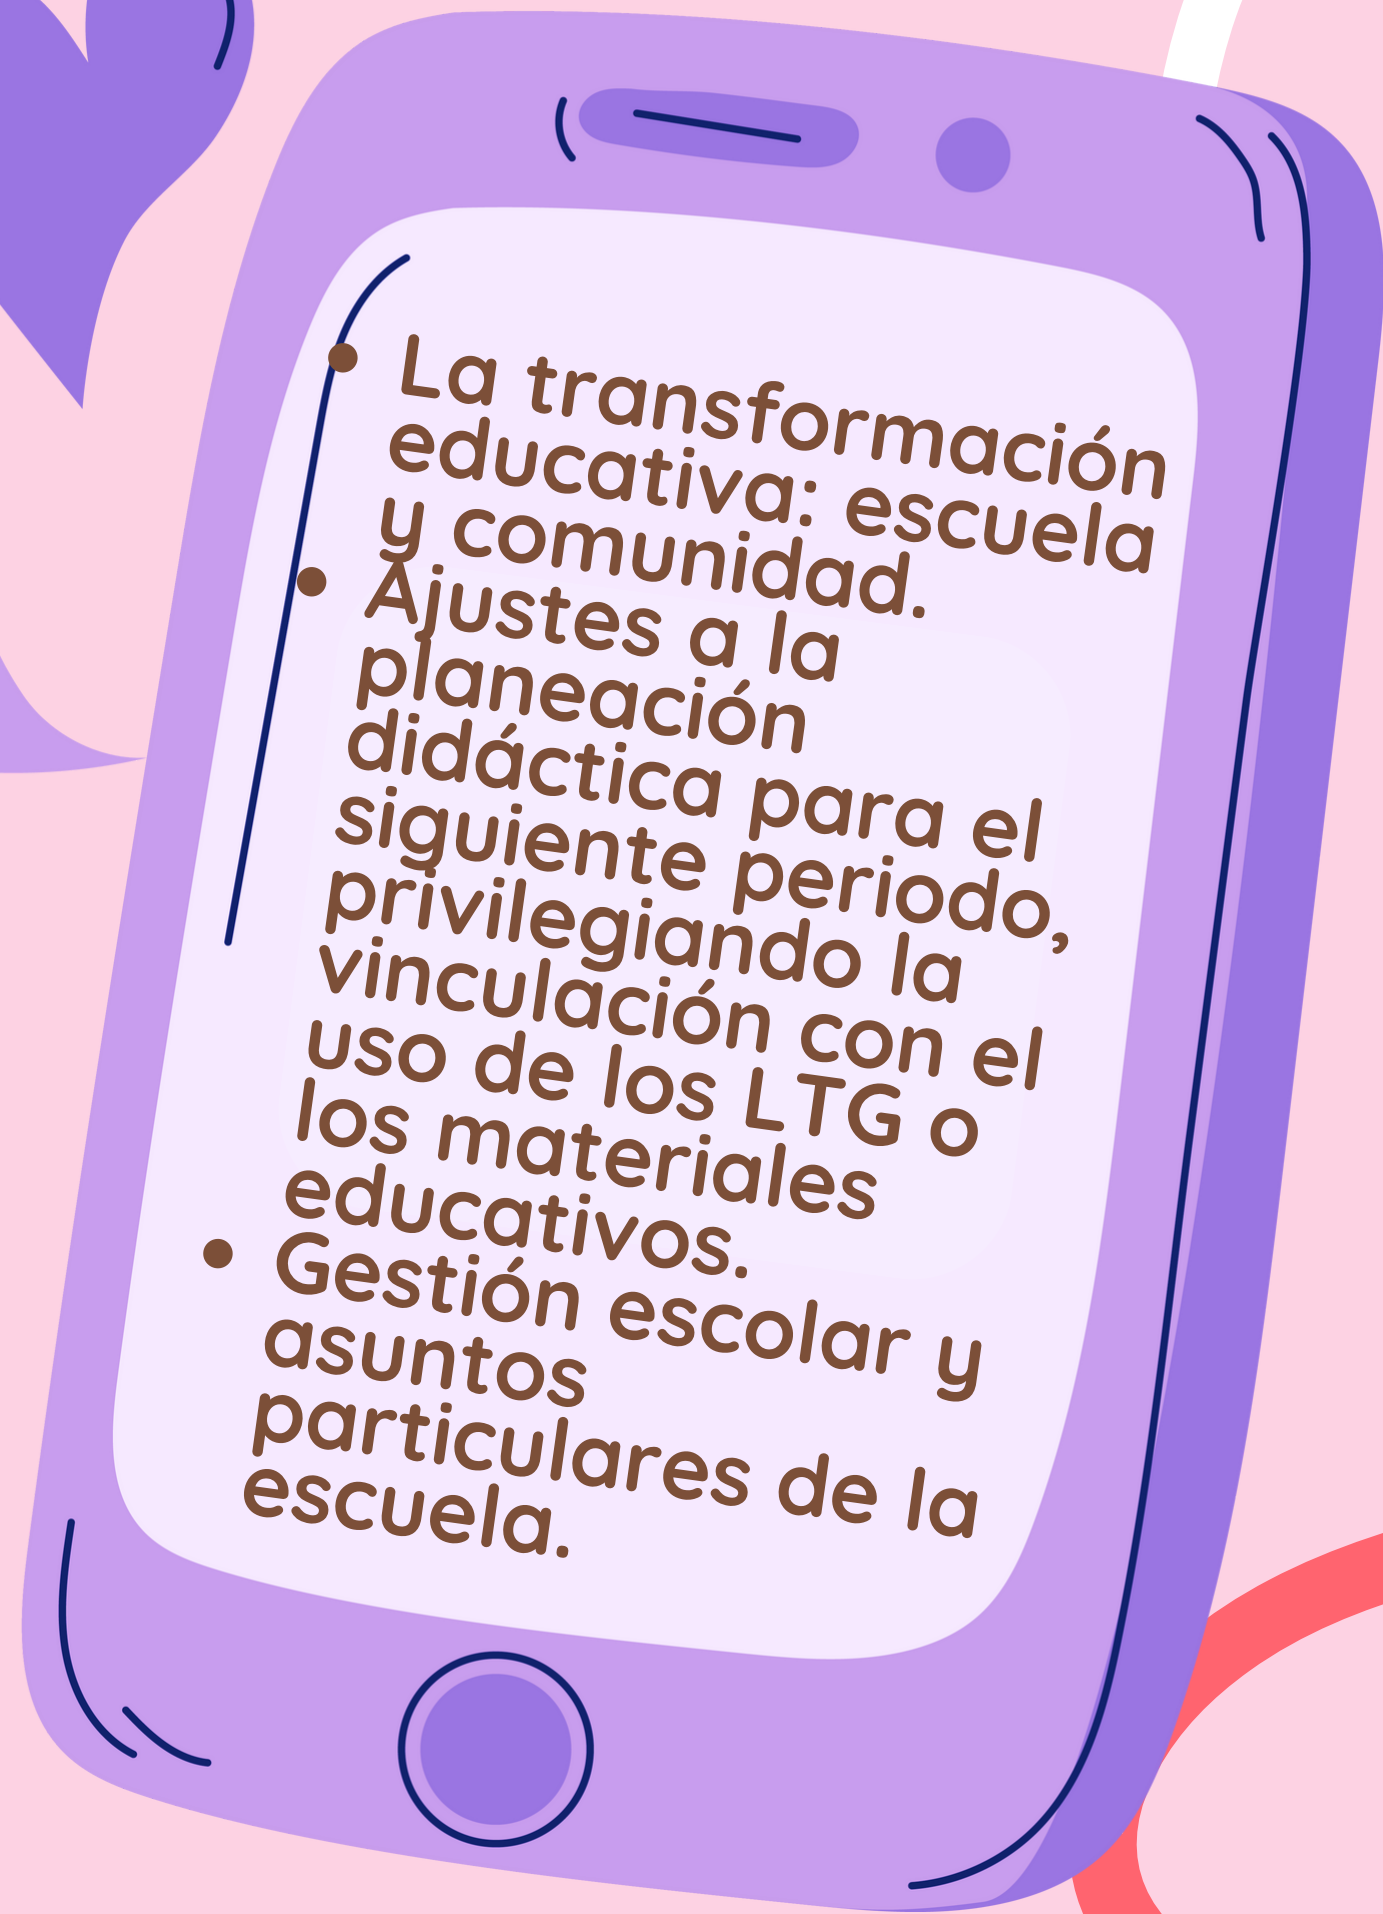 • La transformación
educativa: escuela
y comunidad.
• Ajustes a la
planeación
didáctica para el
siguiente periodo,
privilegiando la
vinculación con el
uso de los LTG o
los materiales
educativos.
• Gestión escolar y
asuntos
particulares de la
escuela.